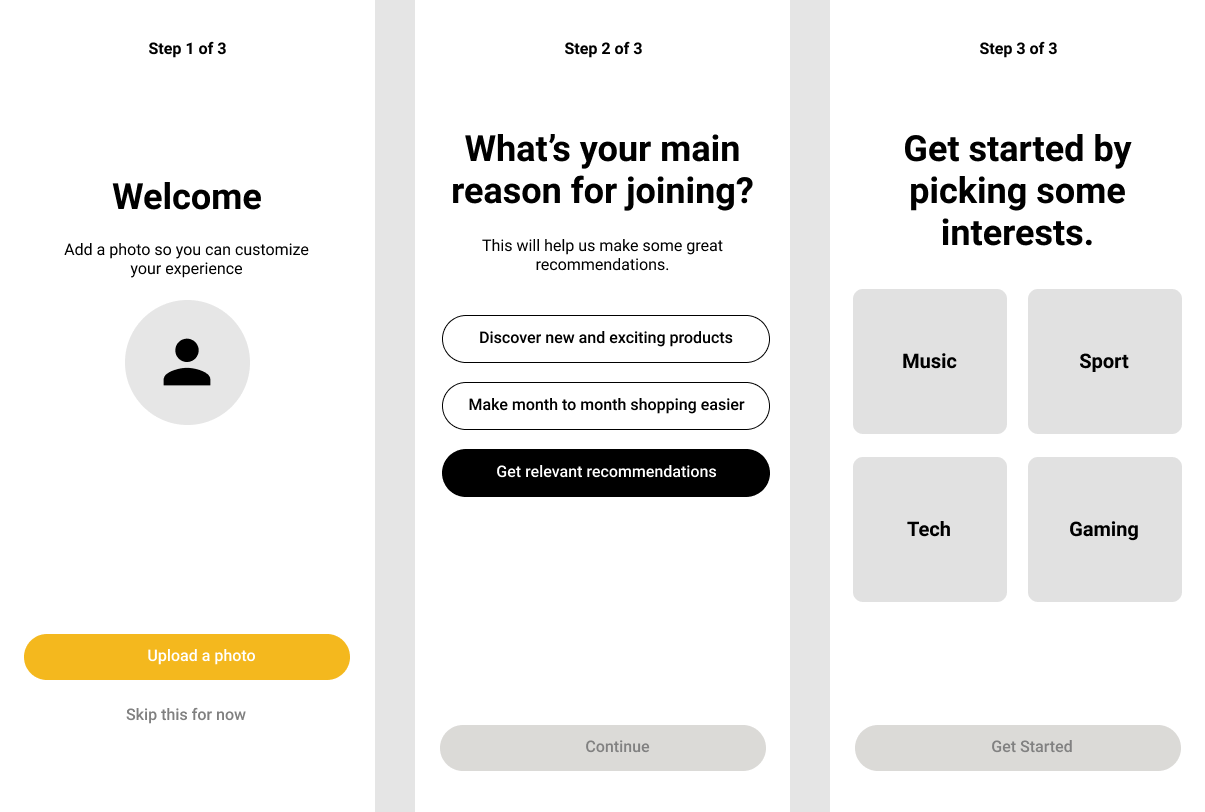 Step 1 of 3
Welcome
Add a photo so you can customize
your experience
Upload a photo
Skip this for now
Step 2 of 3
What’s your main
reason for joining?
This will help us make some great
recommendations.
Discover new and exciting products
Make month to month shopping easier
Get relevant recommendations
Continue
Step 3 of 3
Get started by
picking some
interests.
Music
Sport
Tech
Gaming
Get Started